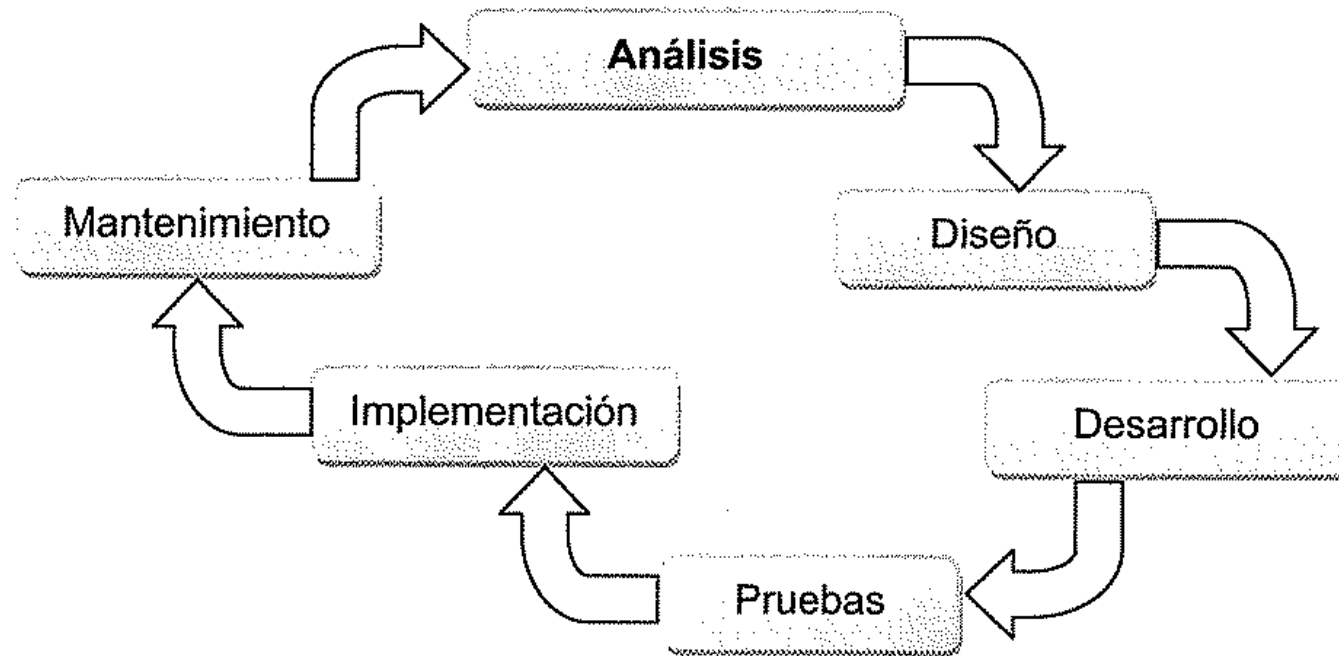 Análisis
Diseño
Desarrollo
Pruebas
Implementación
Mantenimiento